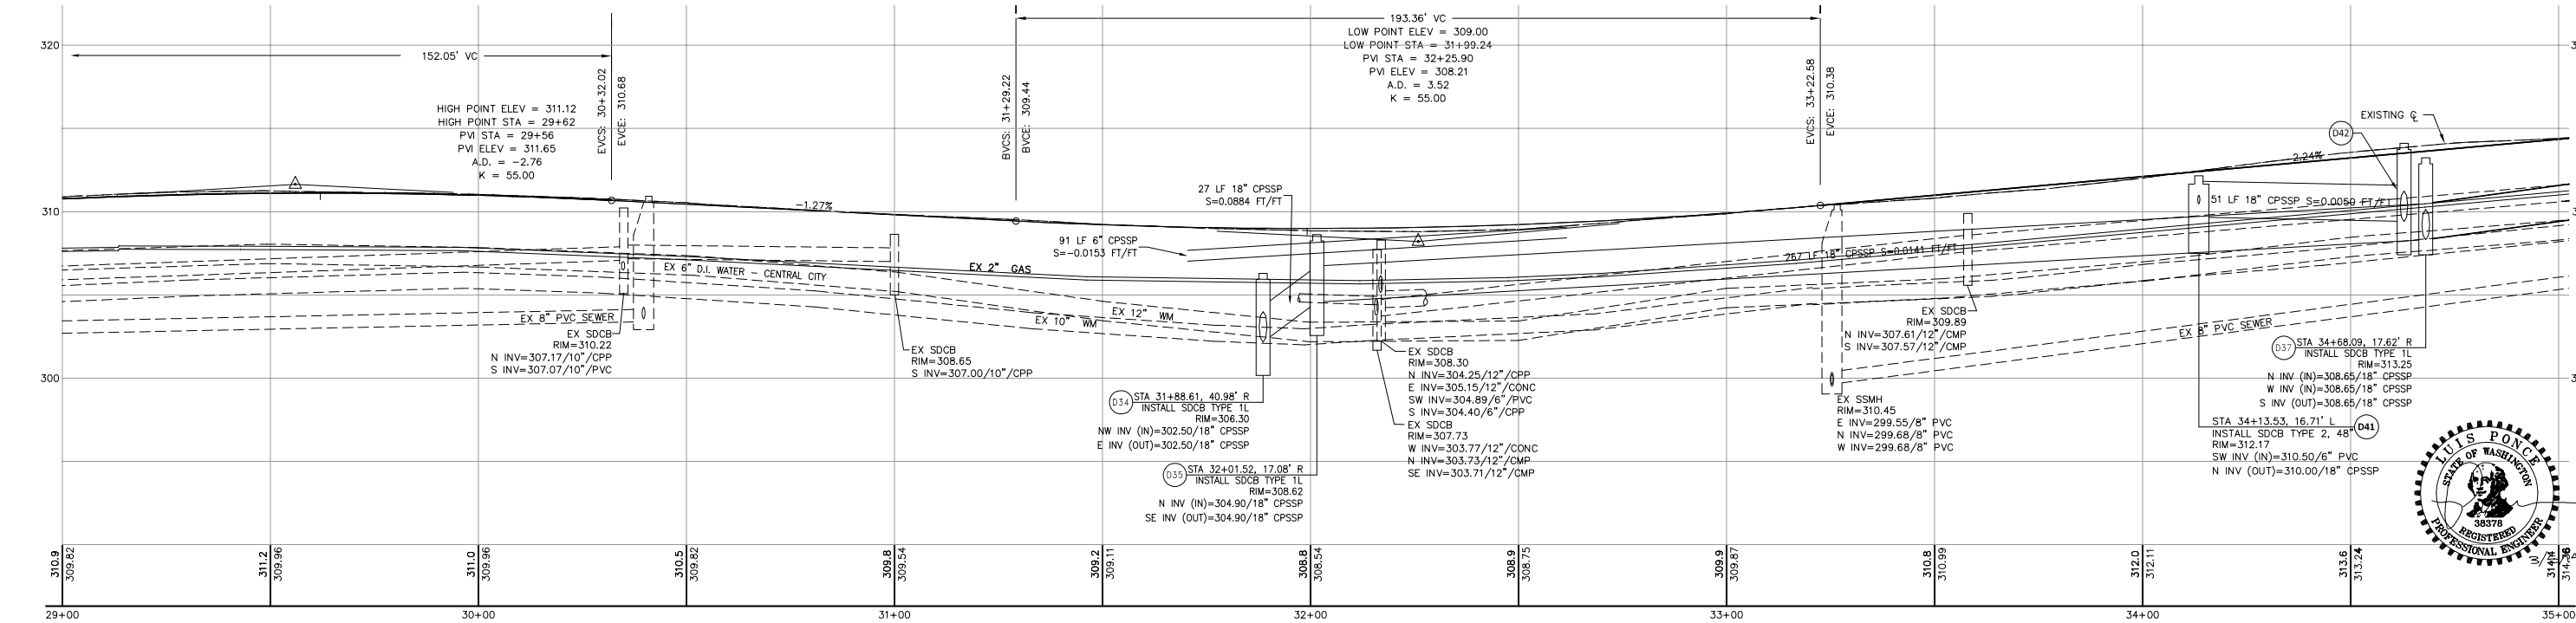 320
152.05' VC
HIGH POINT ELEV = 311.12
HIGH POINT STA = 29+62
PVI STA = 29+56
PVI ELEV = 311.65
A.D. = -2.76
K = 55.00
EVCS: 30+32.02
EVCE: 310.68
BVCS: 31+29.22
BVCE: 309.44
193.36' VC
LOW POINT ELEV = 309.00
LOW POINT STA = 31+99.24
PVI STA = 32+25.90
PVI ELEV = 308.21
A.D. = 3.52
K = 55.00
EVCS: 33+22.58
EVCE: 310.38
EXISTING ℄
D42
2.24%
310
-1.27%
27 LF 18" CPSSP
S=0.0884 FT/FT
91 LF 6" CPSSP
S=-0.0153 FT/FT
51 LF 18" CPSSP S=0.0050 FT/FT
267 LF 18" CPSSP S=0.0141 FT/FT
EX 6" D.I. WATER - CENTRAL CITY
EX 2" GAS
EX 8" PVC SEWER
EX 10" WM
EX 12" WM
EX 8" PVC SEWER
EX SDCB
RIM=310.22
N INV=307.17/10"/CPP
S INV=307.07/10"/PVC
EX SDCB
RIM=308.65
S INV=307.00/10"/CPP
300
D34
STA 31+88.61, 40.98' R
INSTALL SDCB TYPE 1L
RIM=306.30
NW INV (IN)=302.50/18" CPSSP
E INV (OUT)=302.50/18" CPSSP
D35
STA 32+01.52, 17.08' R
INSTALL SDCB TYPE 1L
RIM=308.62
N INV (IN)=304.90/18" CPSSP
SE INV (OUT)=304.90/18" CPSSP
EX SDCB
RIM=308.30
N INV=304.25/12"/CPP
E INV=305.15/12"/CONC
SW INV=304.89/6"/PVC
S INV=304.40/6"/CPP
EX SDCB
RIM=307.73
W INV=303.77/12"/CONC
N INV=303.73/12"/CMP
SE INV=303.71/12"/CMP
EX SDCB
RIM=309.89
N INV=307.61/12"/CMP
S INV=307.57/12"/CMP
EX SSMH
RIM=310.45
E INV=299.55/8" PVC
N INV=299.68/8" PVC
W INV=299.68/8" PVC
D37
STA 34+68.09, 17.62' R
INSTALL SDCB TYPE 1L
RIM=313.25
N INV (IN)=308.65/18" CPSSP
W INV (IN)=308.65/18" CPSSP
S INV (OUT)=308.65/18" CPSSP
STA 34+13.53, 16.71' L
INSTALL SDCB TYPE 2, 48"
D41
RIM=312.17
SW INV (IN)=310.50/6" PVC
N INV (OUT)=310.00/18" CPSSP
LUIS PONCE
STATE OF WASHINGTON
38378
REGISTERED
PROFESSIONAL ENGINEER
310.9
309.82
311.2
309.96
311.0
309.96
310.5
309.82
309.8
309.54
309.2
309.11
308.8
308.54
308.9
308.75
309.9
309.87
310.8
310.99
312.0
312.11
313.6
313.24
29+00
30+00
31+00
32+00
33+00
34+00
35+00